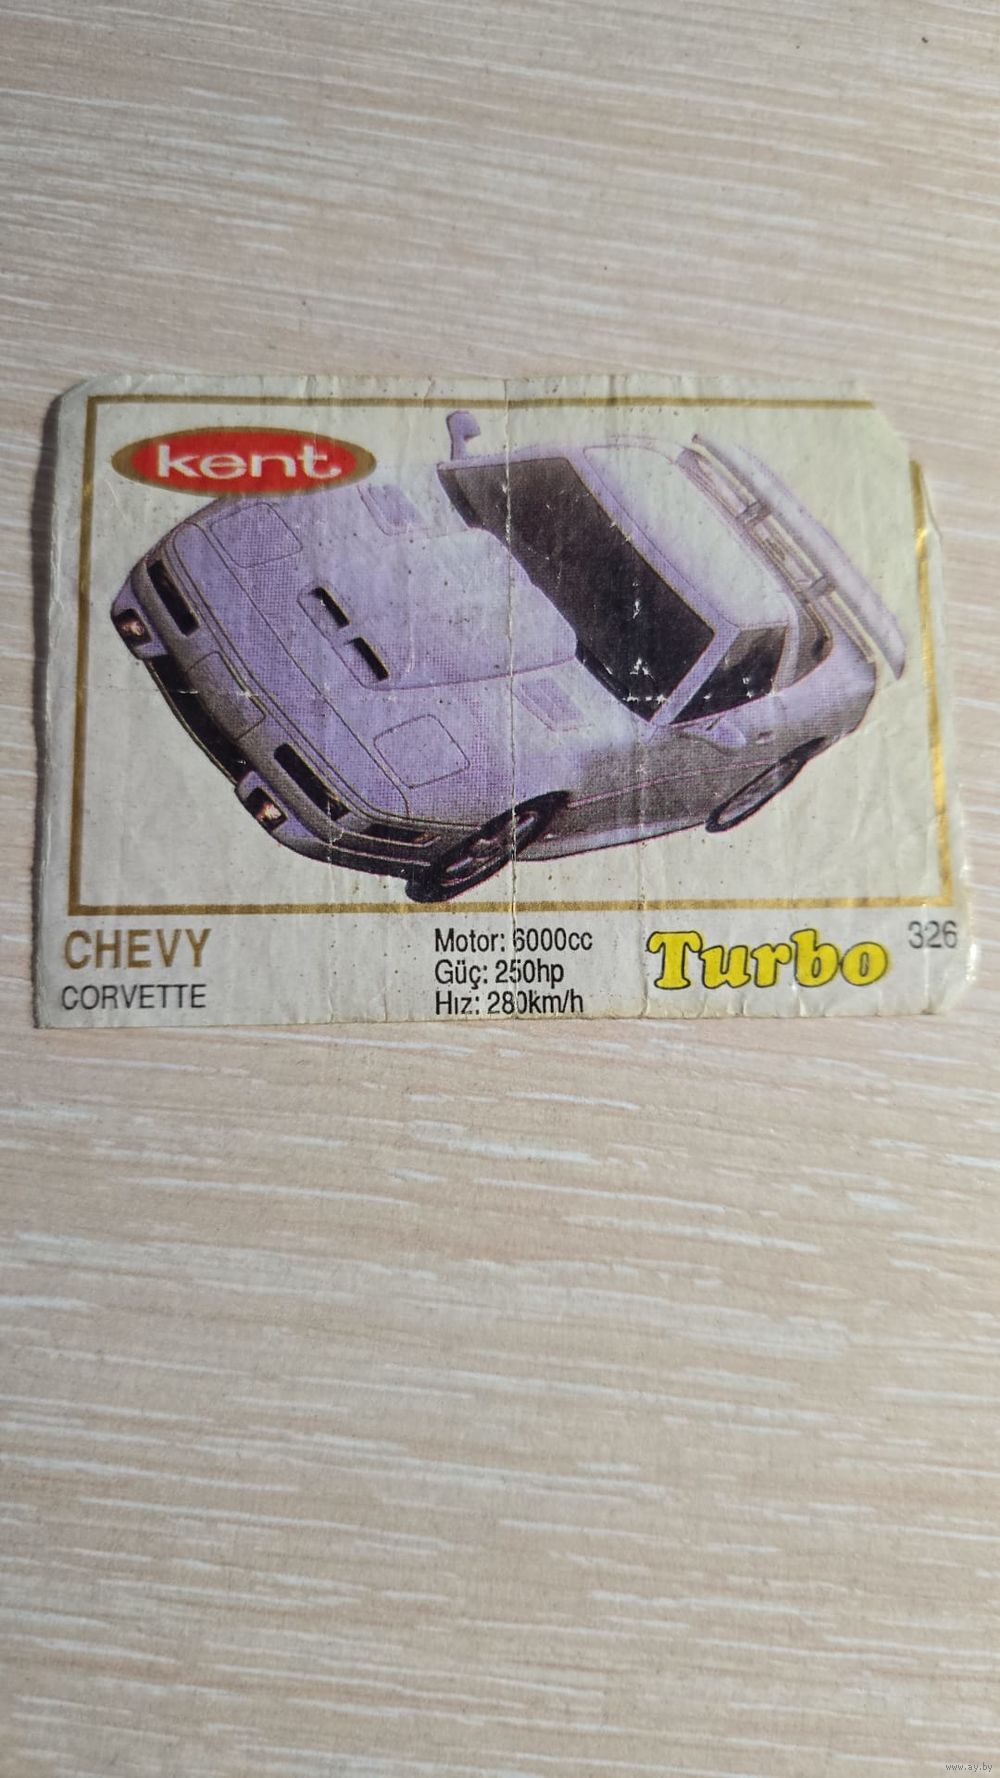 kent
CHEVY
CORVETTE
Motor: 6000cc
Güç: 250hp
Hız: 280km/h
Turbo
326
www.ay.by